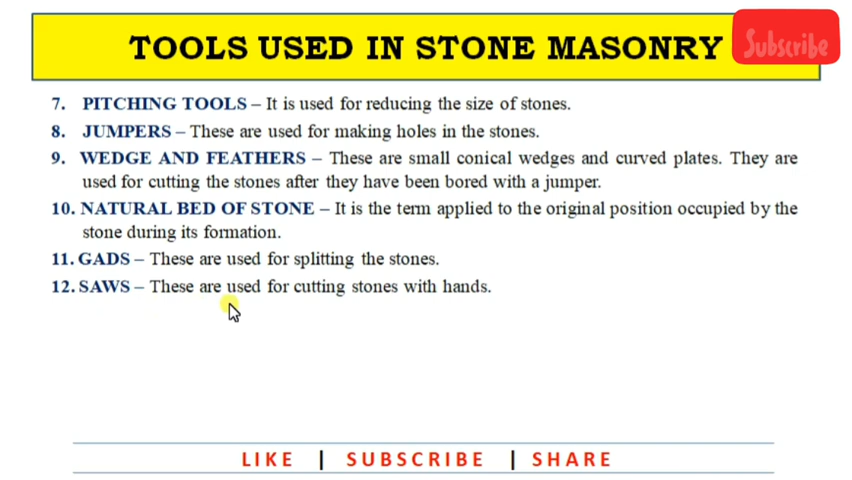 TOOLS USED IN STONE MASONRY
Subscribe
7. PITCHING TOOLS – It is used for reducing the size of stones.
8. JUMPERS – These are used for making holes in the stones.
9. WEDGE AND FEATHERS – These are small conical wedges and curved plates. They are
used for cutting the stones after they have been bored with a jumper.
10. NATURAL BED OF STONE – It is the term applied to the original position occupied by the
stone during its formation.
11. GADS – These are used for splitting the stones.
12. SAWS – These are used for cutting stones with hands.
LIKE | SUBSCRIBE | SHARE